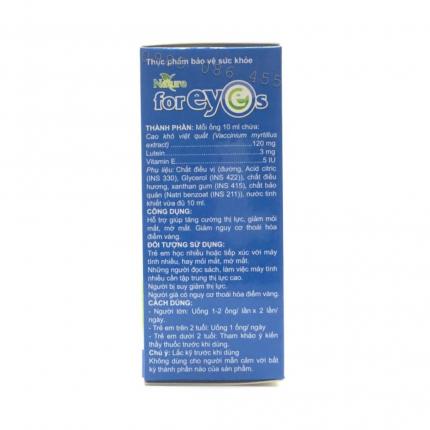 Thực phẩm bảo vệ sức khỏe
086 455
Nature
for eyes
THÀNH PHẦN: Mỗi ống 10 ml chứa:
Cao khô việt quất (Vaccinium myrtillus
extract)..........120 mg
Lutein..........3 mg
Vitamin E..........5 IU
Phụ liệu: Chất điều vị (đường, Acid citric
(INS 330), Glycerol (INS 422)), chất điều
hương, xanthan gum (INS 415), chất bảo
quản (Natri benzoat (INS 211)), nước tinh
khiết vừa đủ 10 ml.
CÔNG DỤNG:
Hỗ trợ giúp tăng cường thị lực, giảm mỏi
mắt, mờ mắt. Giảm nguy cơ thoái hóa
điểm vàng.
ĐỐI TƯỢNG SỬ DỤNG:
Trẻ em học nhiều hoặc tiếp xúc với máy
tính nhiều, hay mỏi mắt, mờ mắt.
Những người đọc sách, làm việc máy tính
nhiều cần tập trung thị lực cao.
Người bị suy giảm thị lực.
Người già có nguy cơ thoái hóa điểm vàng.
CÁCH DÙNG:
- Người lớn: Uống 1-2 ống/ lần x 2 lần/
ngày.
- Trẻ em trên 2 tuổi: Uống 1 ống/ ngày
- Trẻ em dưới 2 tuổi: Tham khảo ý kiến
thầy thuốc trước khi dùng.
Chú ý: Lắc kỹ trước khi dùng
Không dùng cho người mẫn cảm với bất
kỳ thành phần nào của sản phẩm.